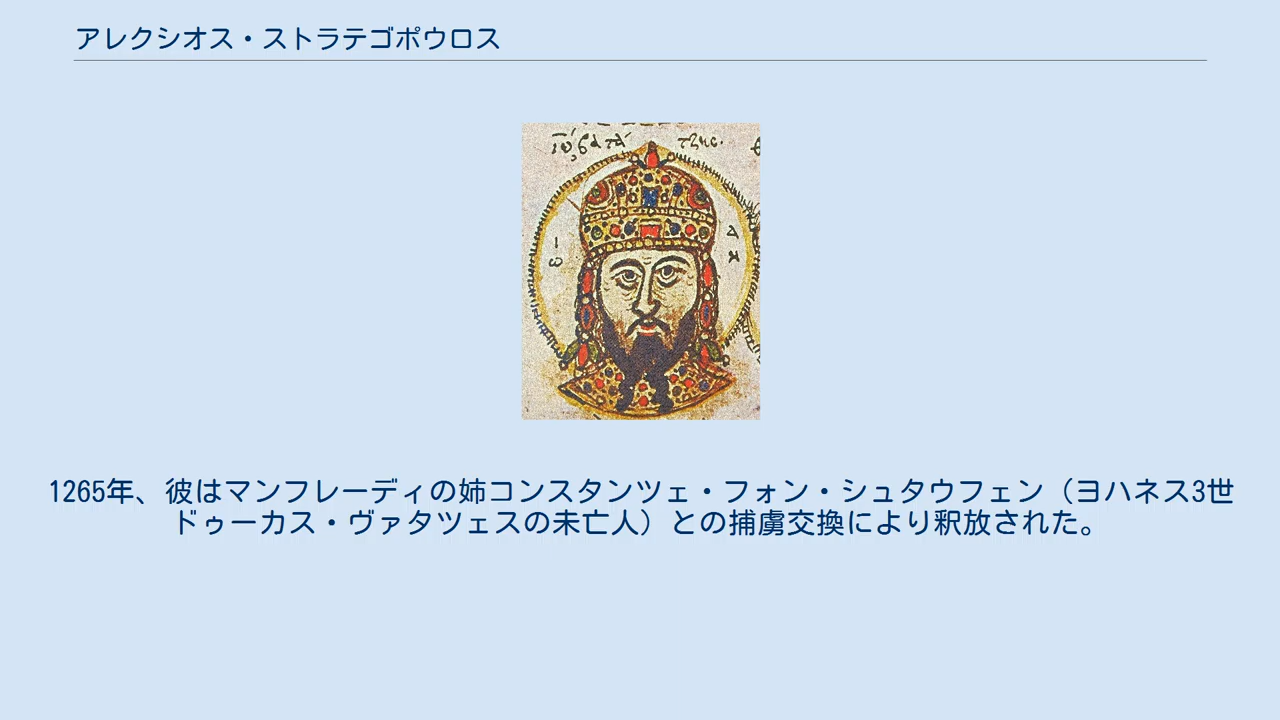 アレクシオス・ストラテゴポウロス
1265年、彼はマンフレーディの姉コンスタンツェ・フォン・シュタウフェン（ヨハネス3世
ドゥーカス・ヴァタツェスの未亡人）との捕虜交換により釈放された。